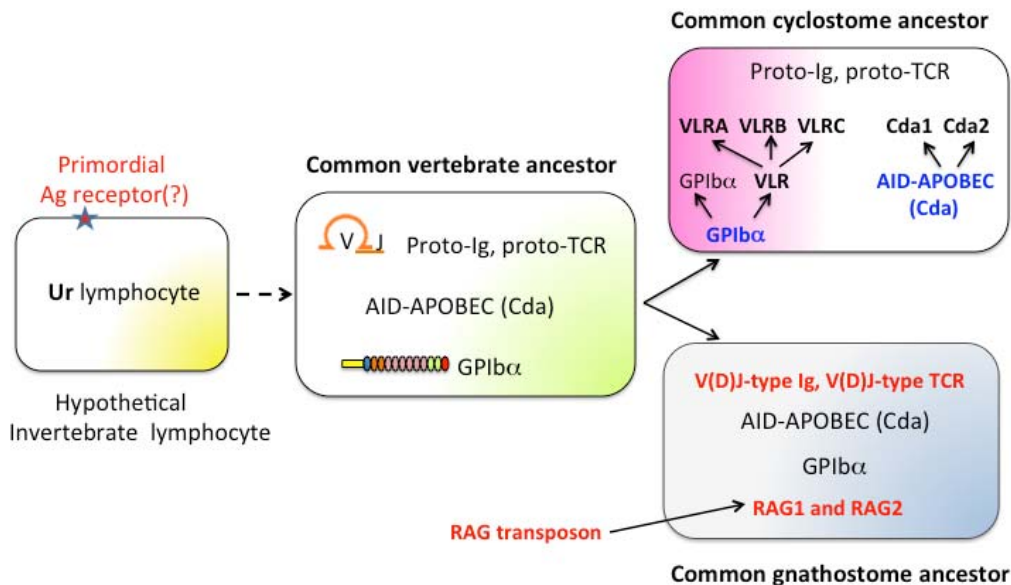 Primordial
Ag receptor(?)
Ur lymphocyte
Hypothetical
Invertebrate lymphocyte
Common vertebrate ancestor
V J
Proto-Ig, proto-TCR
AID-APOBEC (Cda)
GPIbα
Common cyclostome ancestor
Proto-Ig, proto-TCR
VLRA VLRB VLRC
GPIbα VLR
GPIbα
Cda1 Cda2
AID-APOBEC
(Cda)
V(D)J-type Ig, V(D)J-type TCR
AID-APOBEC (Cda)
GPIbα
RAG1 and RAG2
RAG transposon
Common gnathostome ancestor